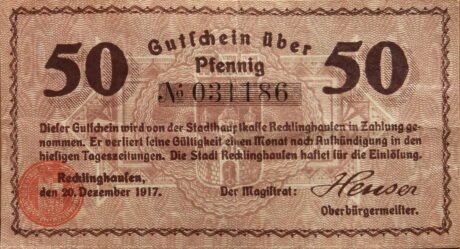 Gutschein über
50 Pfennig 50
No 031186
Dieser Gutschein wird von der Stadthauptkasse Recklinghausen in Zahlung ge-
nommen. Er verliert seine Gültigkeit einen Monat nach Aufkündigung in den
hiesigen Tageszeitungen. Die Stadt Recklinghausen haftet für die Einlösung.
Recklinghausen,
den 20. Dezember 1917. Der Magistrat: Heuser
Oberbürgermeister.